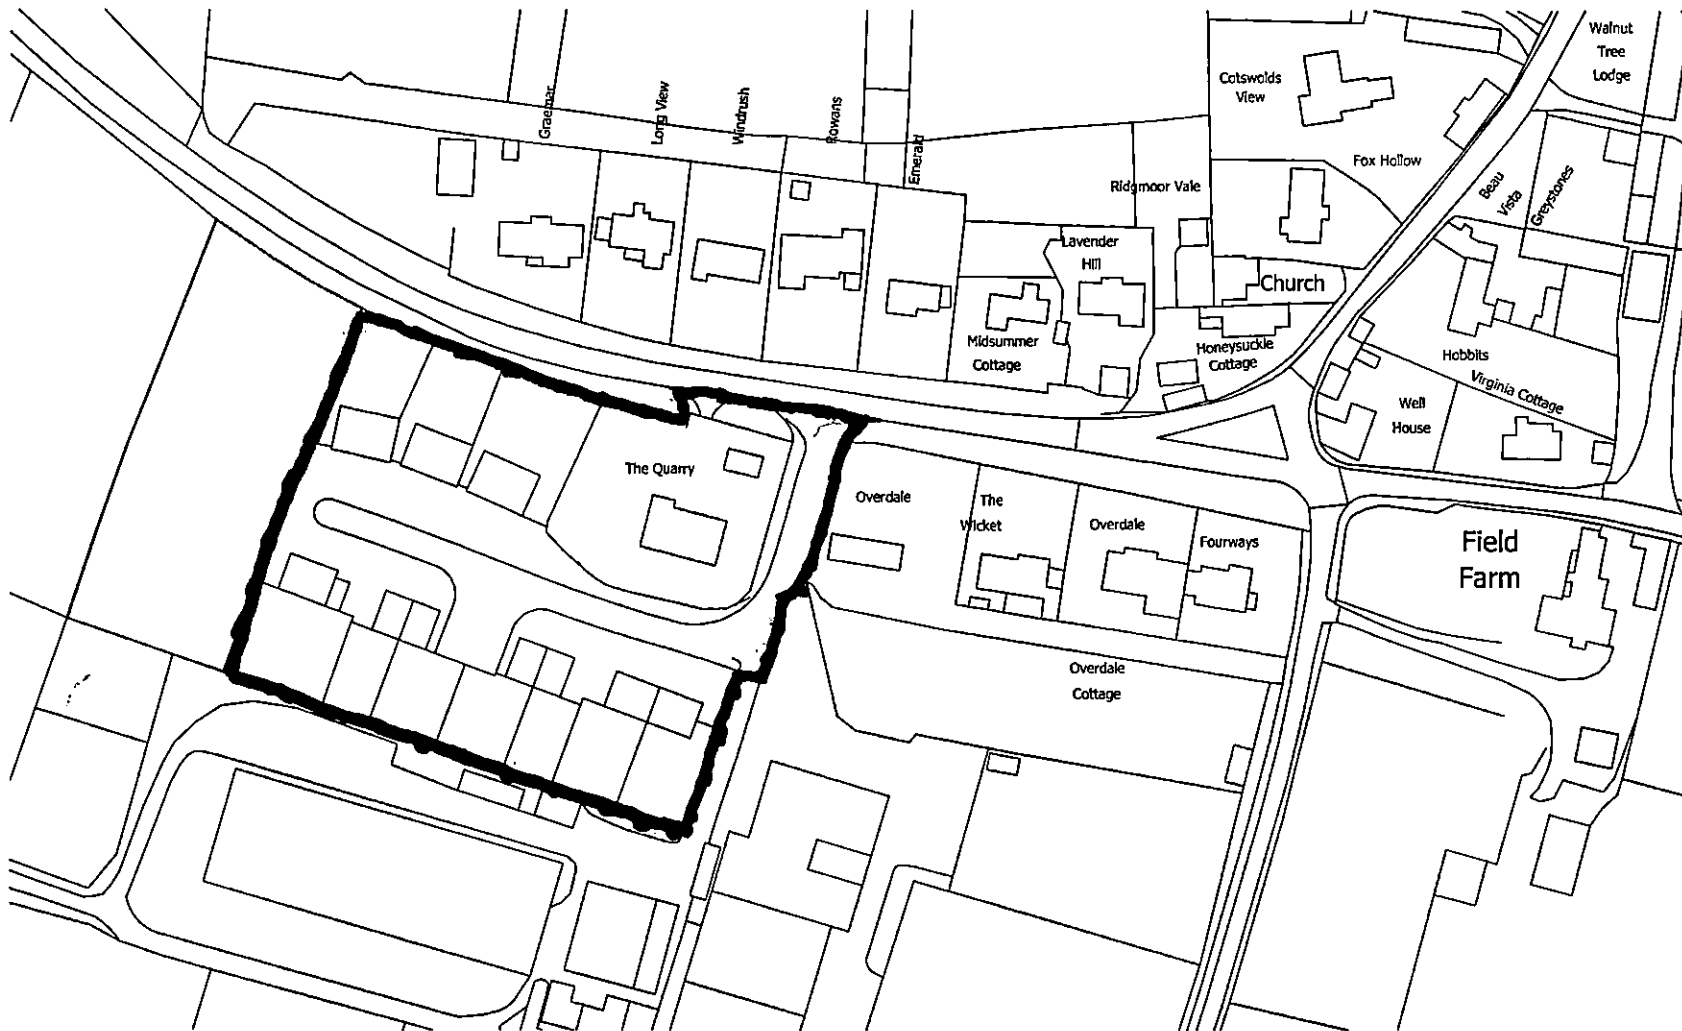 Walnut
Tree
Lodge
Cotswolds
View
Graemar
Long View
Windrush
Rowans
Emerald
Fox Hollow
Ridgmoor Vale
Beau
Vista
Greystones
Lavender
Hill
Church
Midsummer
Cottage
Honeysuckle
Cottage
Hobbits
Virginia Cottage
Well
House
The Quarry
Overdale
The
Wicket
Overdale
Fourways
Field
Farm
Overdale
Cottage